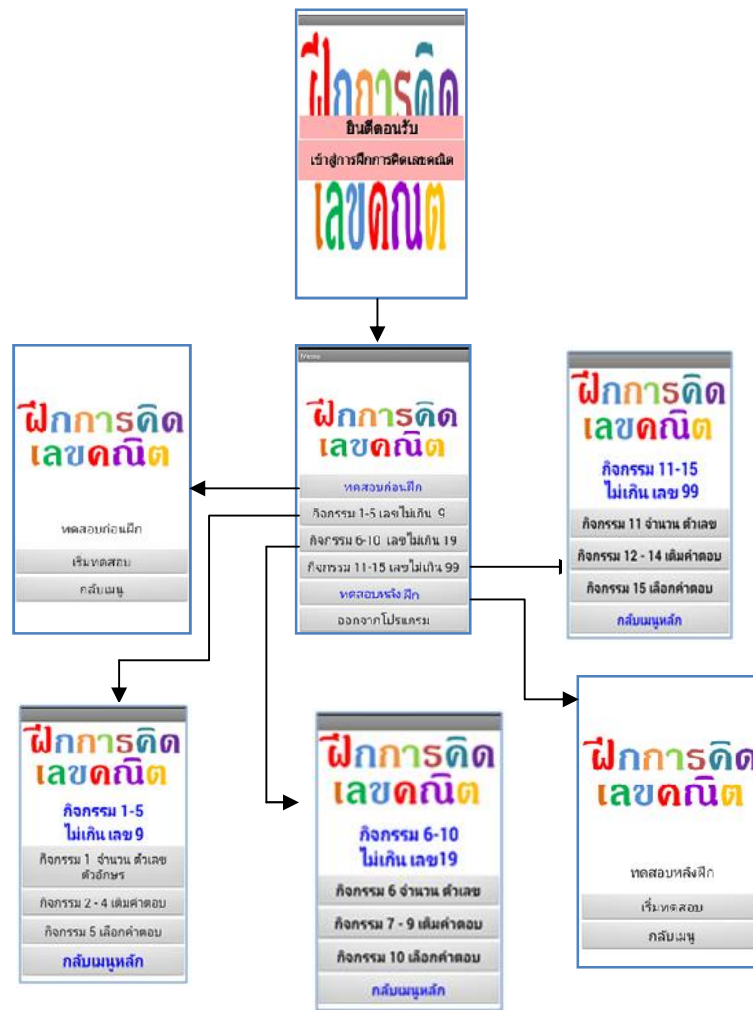 ฝึกการคิด
ยินดีตอนรับ
เข้าสู่การฝึกการคิดเลขคณิต
เลขคณิต
Menu
ฝึกการคิด
เลขคณิต
ทดสอบก่อนฝึก
กิจกรรม 1-5 เลขไม่เกิน 9
กิจกรรม 6-10 เลขไม่เกิน 19
กิจกรรม 11-15 เลขไม่เกิน 99
ทดสอบหลังฝึก
ออกจากโปรแกรม
ฝึกการคิด
เลขคณิต
ทดสอบก่อนฝึก
เริ่มทดสอบ
กลับเมนู
ฝึกการคิด
เลขคณิต
กิจกรรม 11-15
ไม่เกิน เลข 99
กิจกรรม 11 จำนวน ตัวเลข
กิจกรรม 12 - 14 เติมคำตอบ
กิจกรรม 15 เลือกคำตอบ
กลับเมนูหลัก
ฝึกการคิด
เลขคณิต
กิจกรรม 1-5
ไม่เกิน เลข 9
กิจกรรม 1 จำนวน ตัวเลข
ตัวอักษร
กิจกรรม 2 - 4 เติมคำตอบ
กิจกรรม 5 เลือกคำตอบ
กลับเมนูหลัก
ฝึกการคิด
เลขคณิต
กิจกรรม 6-10
ไม่เกิน เลข19
กิจกรรม 6 จำนวน ตัวเลข
กิจกรรม 7 - 9 เติมคำตอบ
กิจกรรม 10 เลือกคำตอบ
กลับเมนูหลัก
ฝึกการคิด
เลขคณิต
ทดสอบหลังฝึก
เริ่มทดสอบ
กลับเมนู